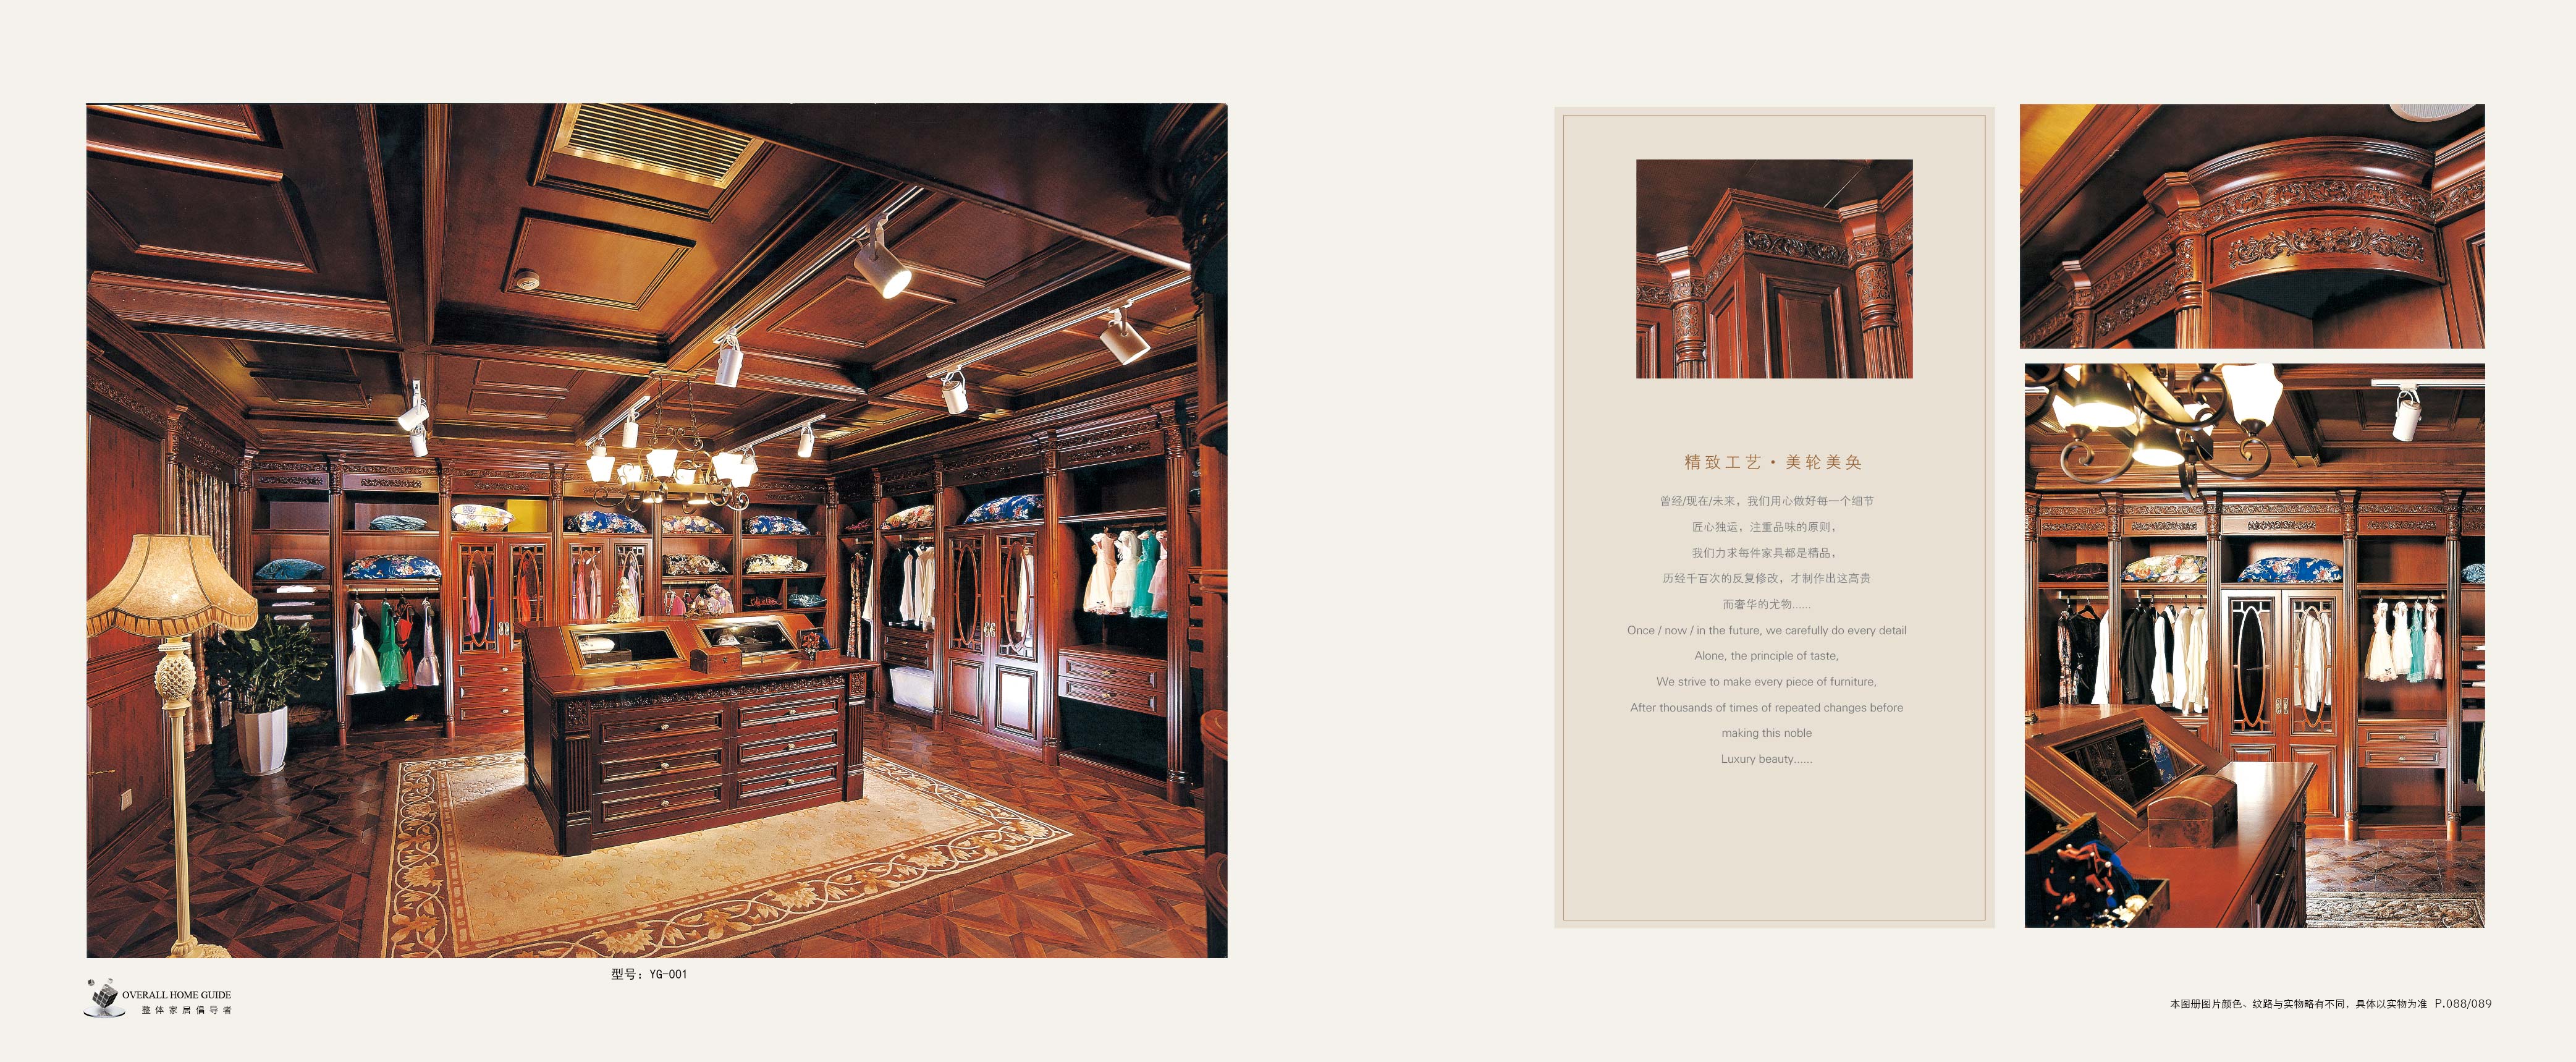 型号：YG-001
OVERALL HOME GUIDE
整体家居倡导者
精致工艺·美轮美奂
曾经/现在/未来，我们用心做好每一个细节
匠心独运，注重品味的原则，
我们力求每件家具都是精品，
历经千百次的反复修改，才制作出这高贵
而奢华的尤物......
Once / now / in the future, we carefully do every detail
Alone, the principle of taste,
We strive to make every piece of furniture,
After thousands of times of repeated changes before
making this noble
Luxury beauty......
本图册图片颜色、纹路与实物略有不同，具体以实物为准 P.088/089